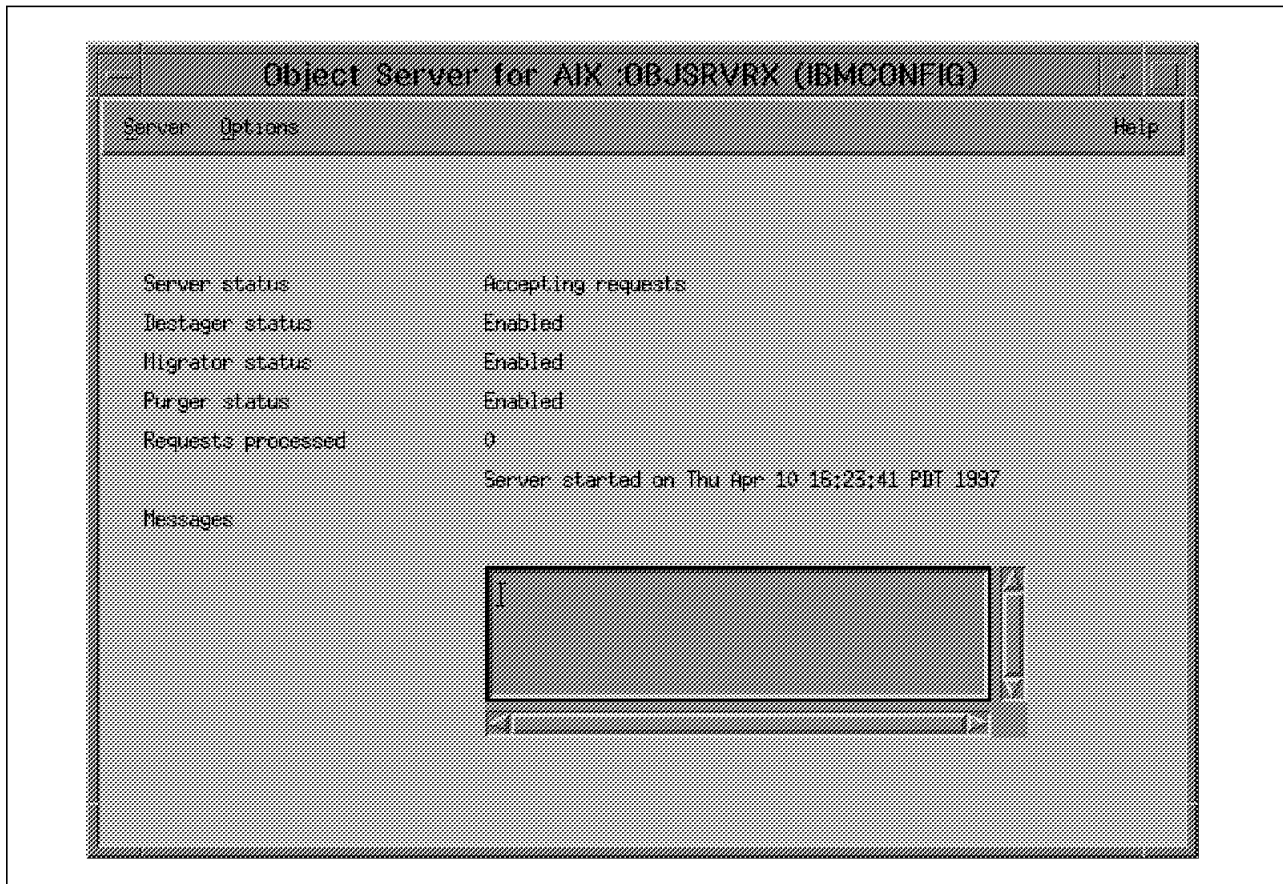 Object Server for AIX :OBJSRVRX (IBMCONFIG)
Server Options Help
Server status Accepting requests
Destager status Enabled
Migrator status Enabled
Purger status Enabled
Requests processed 0
Server started on Thu Apr 10 16:23:41 PDT 1997
Messages